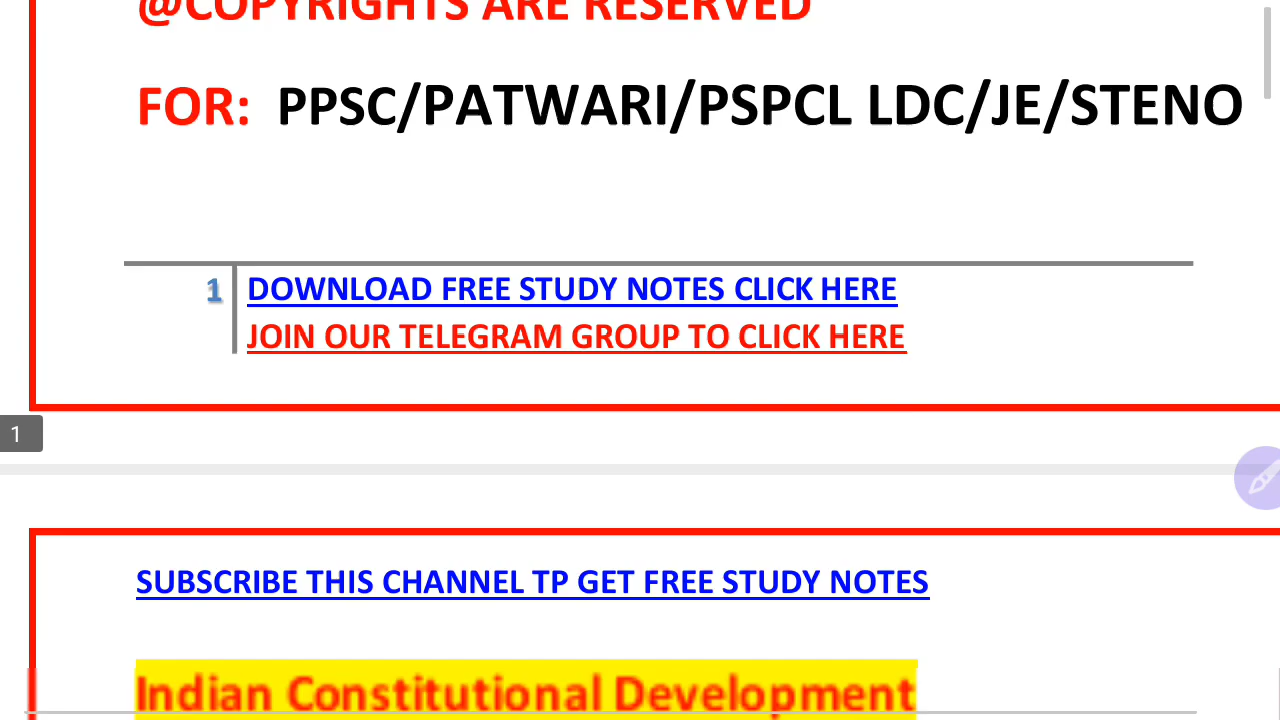 @COPYRIGHTS ARE RESERVED
FOR: PPSC/PATWARI/PSPCL LDC/JE/STENO
1 DOWNLOAD FREE STUDY NOTES CLICK HERE
JOIN OUR TELEGRAM GROUP TO CLICK HERE
1
SUBSCRIBE THIS CHANNEL TP GET FREE STUDY NOTES
Indian Constitutional Development